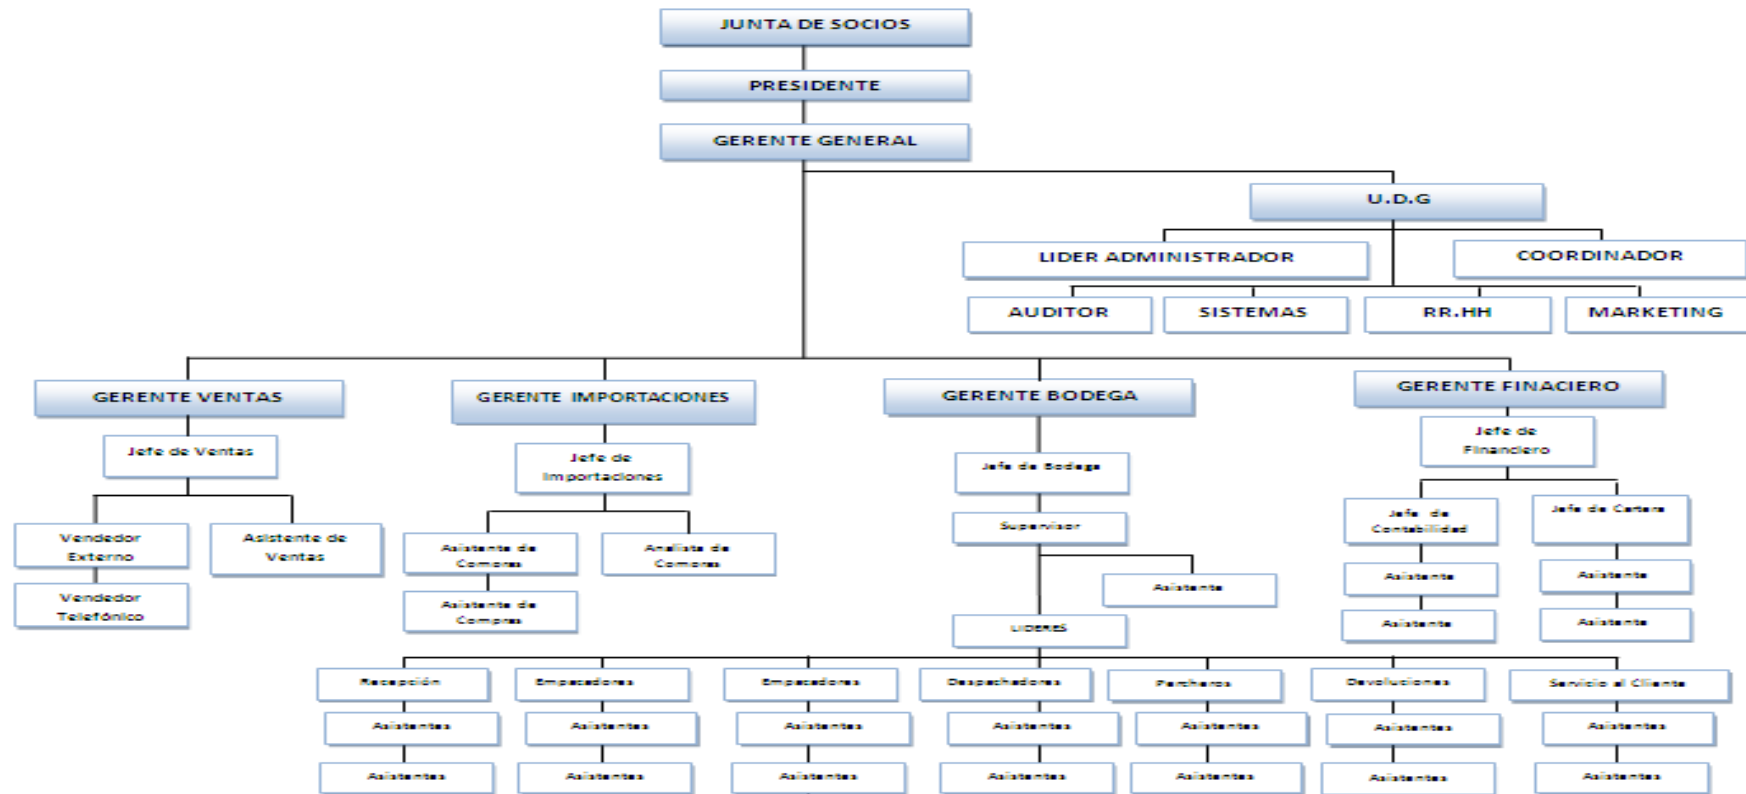 JUNTA DE SOCIOS
PRESIDENTE
GERENTE GENERAL
U.D.G
LIDER ADMINISTRADOR
COORDINADOR
AUDITOR
SISTEMAS
RR.HH
MARKETING
GERENTE VENTAS
GERENTE IMPORTACIONES
GERENTE BODEGA
GERENTE FINACIERO
Jefe de Ventas
Jefe de
Importaciones
Jefe de Bodega
Jefe de
Financiero
Vendedor
Externo
Asistente de
Ventas
Vendedor
Telefónico
Asistente de
Compras
Analista de
Compras
Asistente de
Compras
Supervisor
Asistente
LIDERES
Jefe de
Contabilidad
Jefe de Cartera
Asistente
Asistente
Asistente
Asistente
Recepción
Empacadores
Empacadores
Despachadores
Percheros
Devoluciones
Servicio al Cliente
Asistentes
Asistentes
Asistentes
Asistentes
Asistentes
Asistentes
Asistentes
Asistentes
Asistentes
Asistentes
Asistentes
Asistentes
Asistentes
Asistentes